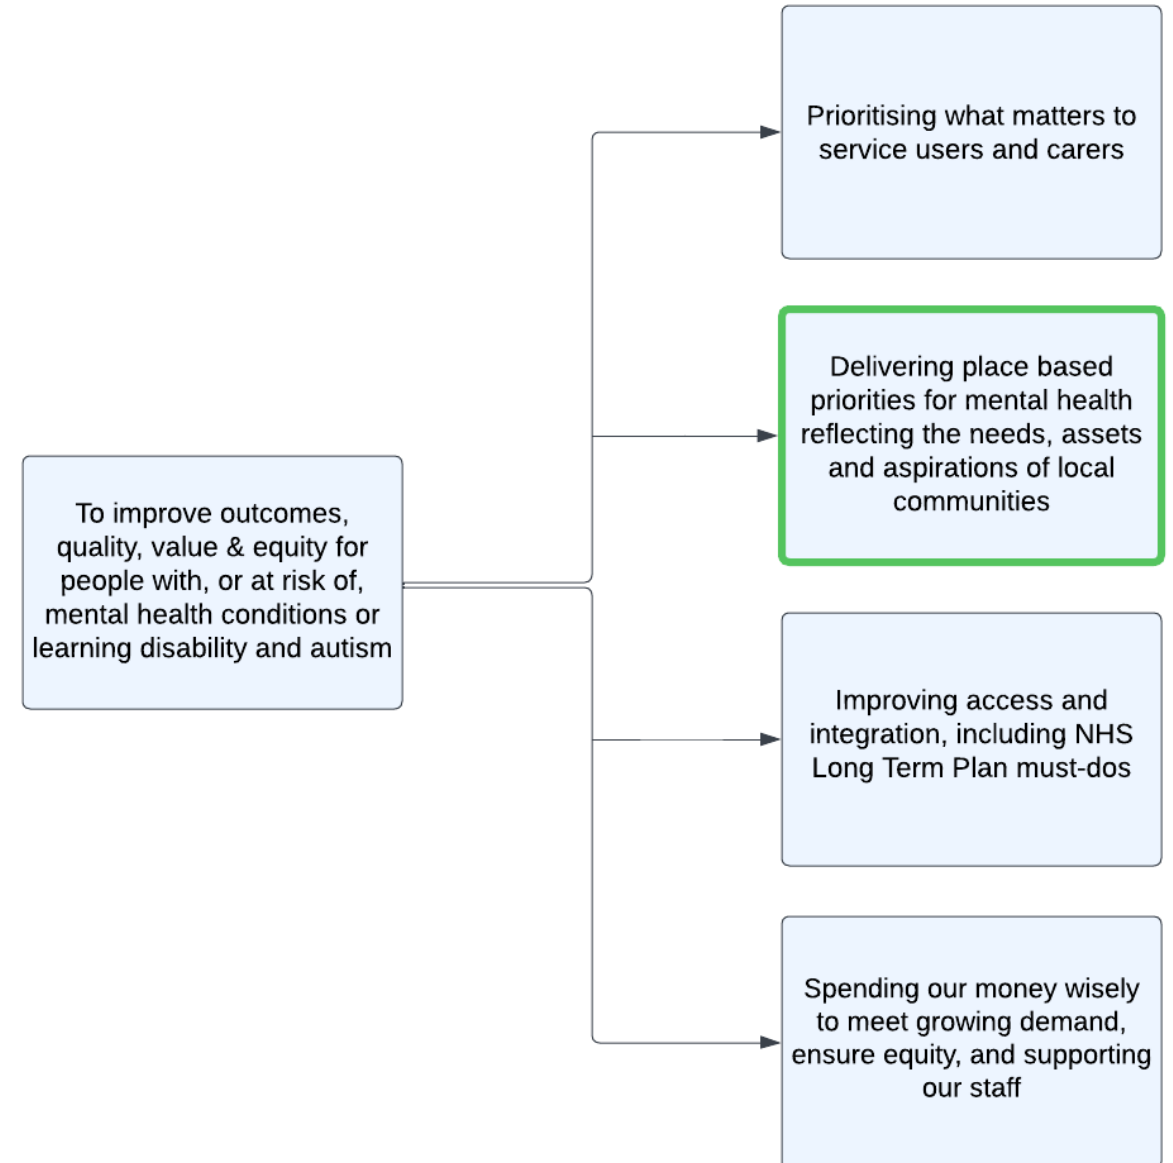 To improve outcomes,
quality, value & equity for
people with, or at risk of,
mental health conditions or
learning disability and autism
Prioritising what matters to
service users and carers
Delivering place based
priorities for mental health
reflecting the needs, assets
and aspirations of local
communities
Improving access and
integration, including NHS
Long Term Plan must-dos
Spending our money wisely
to meet growing demand,
ensure equity, and supporting
our staff